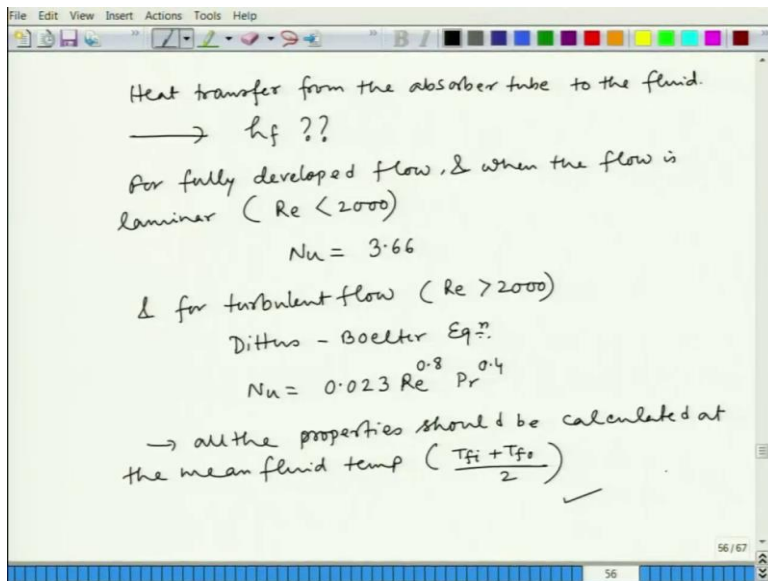 File Edit View Insert Actions Tools Help
B I
Heat transfer from the absorber tube to the fluid.
→ hf ??
For fully developed flow, & when the flow is
laminar ( Re < 2000)
Nu = 3.66
& for turbulent flow ( Re > 2000)
Dittus - Boelter Eqⁿ.
Nu = 0.023 Re^0.8 Pr^0.4
→ all the properties should be calculated at
the mean fluid temp ( (Tfi + Tfo)/2 )
56/67
56